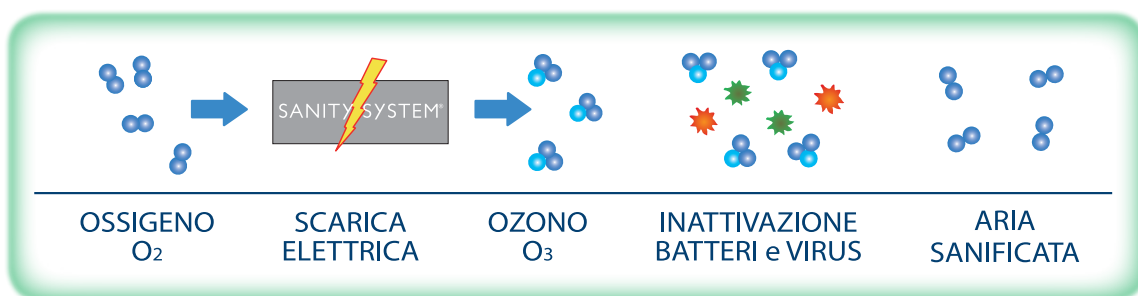 SANITY SYSTEM®
OSSIGENO
O2
SCARICA
ELETTRICA
OZONO
O3
INATTIVAZIONE
BATTERI e VIRUS
ARIA
SANIFICATA